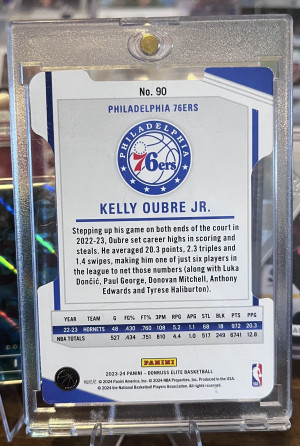 No. 90
PHILADELPHIA 76ERS
PHILADELPHIA
76ers
KELLY OUBRE JR.
Stepping up his game on both ends of the court in
2022-23, Oubre set career highs in scoring and
steals. He averaged 20.3 points, 2.3 triples and
1.4 swipes, making him one of just six players in
the league to net those numbers (along with Luka
Dončić, Paul George, Donovan Mitchell, Anthony
Edwards and Tyrese Haliburton).
YEAR TEAM G FG% FT% 3PM RPG APG STL BLK PTS PPG
22-23 HORNETS 48 .430 .760 108 5.2 1.1 68 18 972 20.3
NBA TOTALS 527 .434 .751 810 4.4 1.0 517 249 6741 12.8
PANINI
2023-24 PANINI - DONRUSS ELITE BASKETBALL
© 2024 Panini America, Inc. © 2024 NBA Properties, Inc. Produced in the USA.
© 2024 the National Basketball Players Association. All rights reserved.
NBA